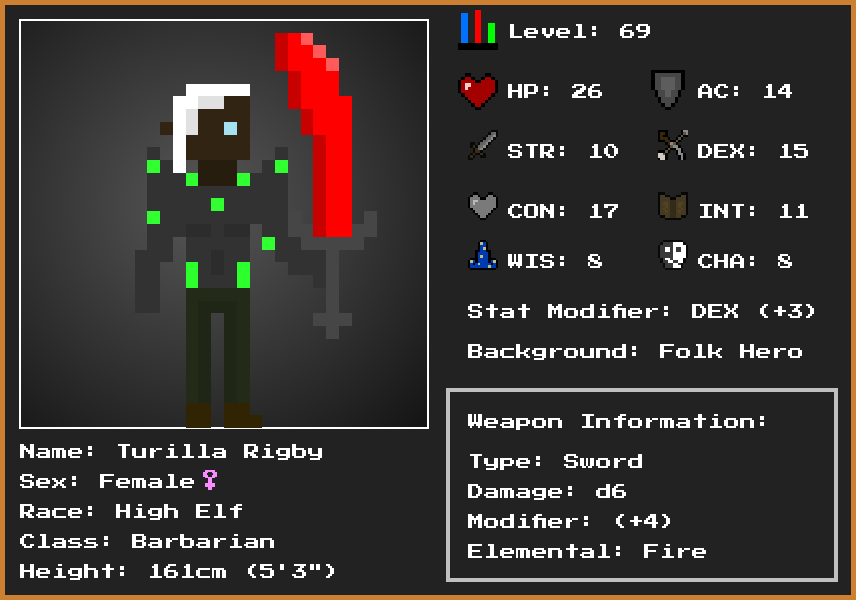 Level: 69
HP: 26
AC: 14
STR: 10
DEX: 15
CON: 17
INT: 11
WIS: 8
CHA: 8
Stat Modifier: DEX (+3)
Background: Folk Hero
Weapon Information:
Type: Sword
Damage: d6
Modifier: (+4)
Elemental: Fire
Name: Turilla Rigby
Sex: Female♀
Race: High Elf
Class: Barbarian
Height: 161cm (5'3")